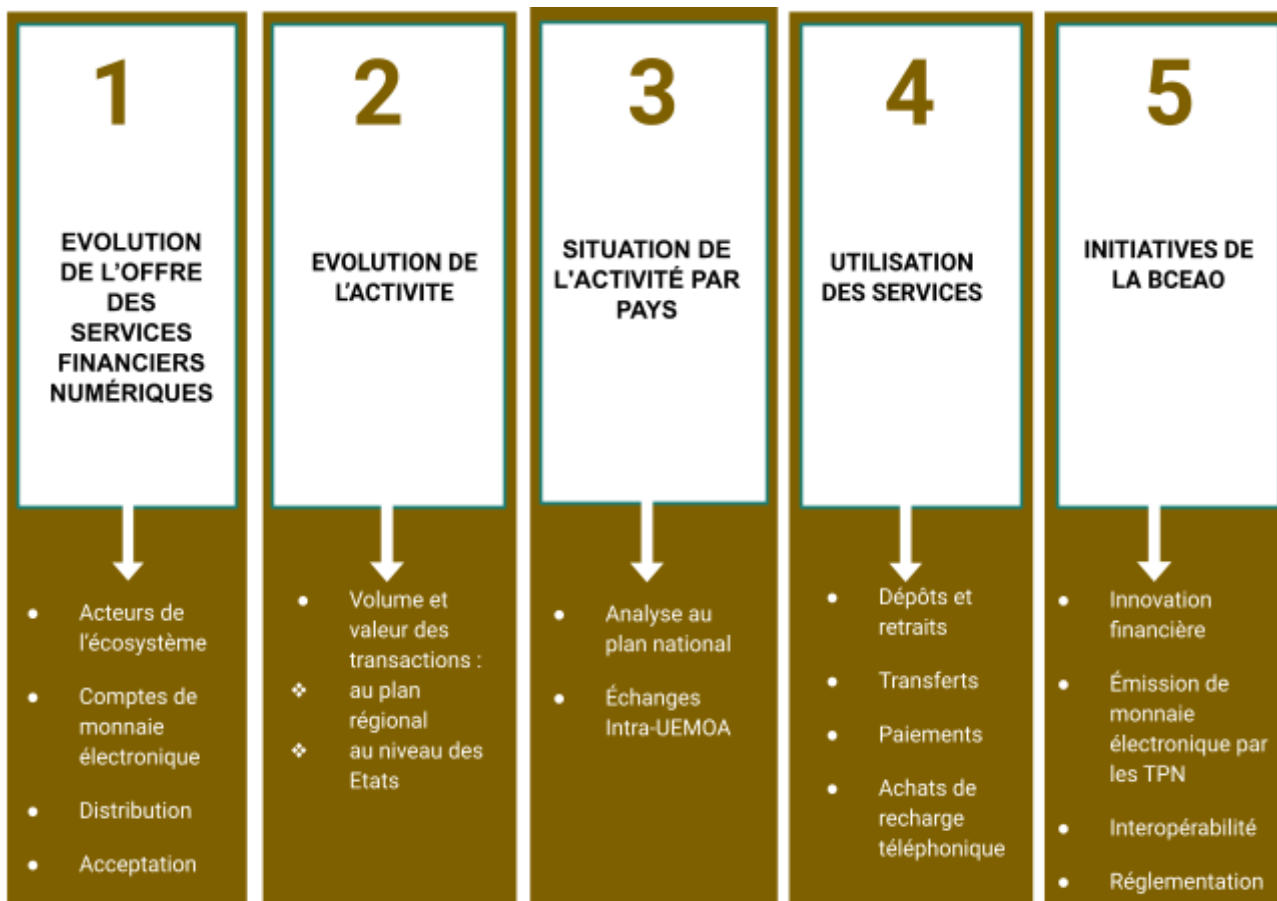 1
EVOLUTION
DE L'OFFRE
DES
SERVICES
FINANCIERS
NUMÉRIQUES
● Acteurs de
l'écosystème
● Comptes de
monnaie
électronique
● Distribution
● Acceptation
2
EVOLUTION DE
L'ACTIVITE
● Volume et
valeur des
transactions :
❖ au plan
régional
❖ au niveau des
Etats
3
SITUATION DE
L'ACTIVITÉ PAR
PAYS
● Analyse au
plan national
● Échanges
Intra-UEMOA
4
UTILISATION
DES SERVICES
● Dépôts et
retraits
● Transferts
● Paiements
● Achats de
recharge
téléphonique
5
INITIATIVES DE
LA BCEAO
● Innovation
financière
● Émission de
monnaie
électronique par
les TPN
● Interopérabilité
● Réglementation